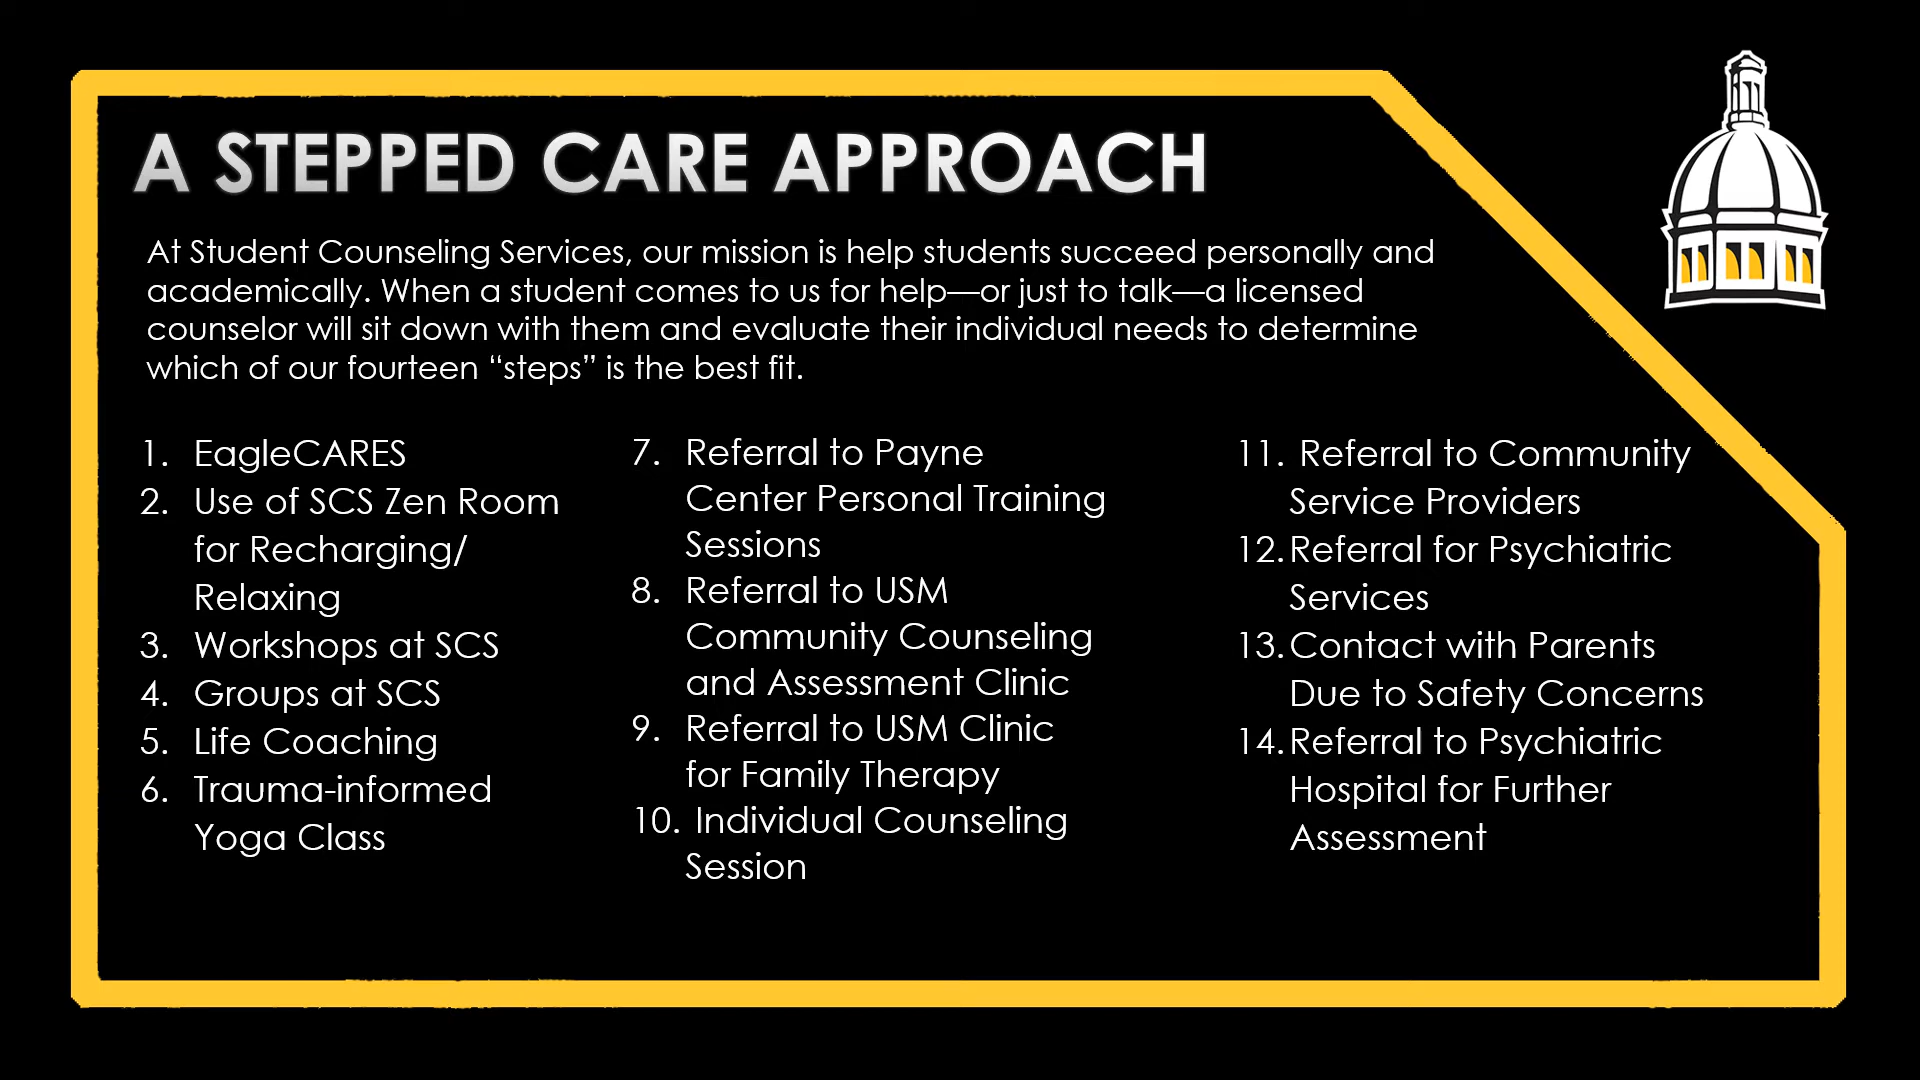 A STEPPED CARE APPROACH
At Student Counseling Services, our mission is help students succeed personally and
academically. When a student comes to us for help—or just to talk—a licensed
counselor will sit down with them and evaluate their individual needs to determine
which of our fourteen “steps” is the best fit.
1. EagleCARES
2. Use of SCS Zen Room
for Recharging/
Relaxing
3. Workshops at SCS
4. Groups at SCS
5. Life Coaching
6. Trauma-informed
Yoga Class
7. Referral to Payne
Center Personal Training
Sessions
8. Referral to USM
Community Counseling
and Assessment Clinic
9. Referral to USM Clinic
for Family Therapy
10. Individual Counseling
Session
11. Referral to Community
Service Providers
12. Referral for Psychiatric
Services
13. Contact with Parents
Due to Safety Concerns
14. Referral to Psychiatric
Hospital for Further
Assessment